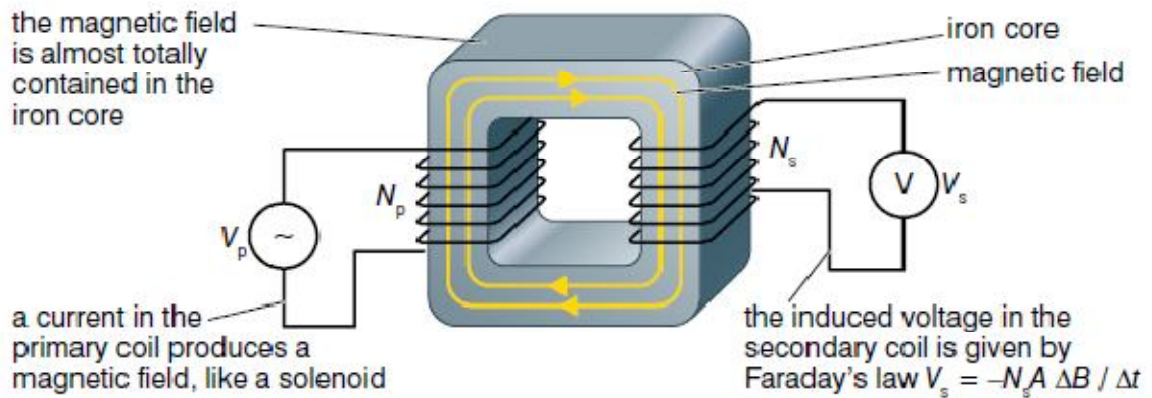 the magnetic field
is almost totally
contained in the
iron core
iron core
magnetic field
Nₚ
Nₛ
Vₚ
~
V
Vₛ
a current in the
primary coil produces a
magnetic field, like a solenoid
the induced voltage in the
secondary coil is given by
Faraday's law Vₛ = –NₛA ΔB / Δt